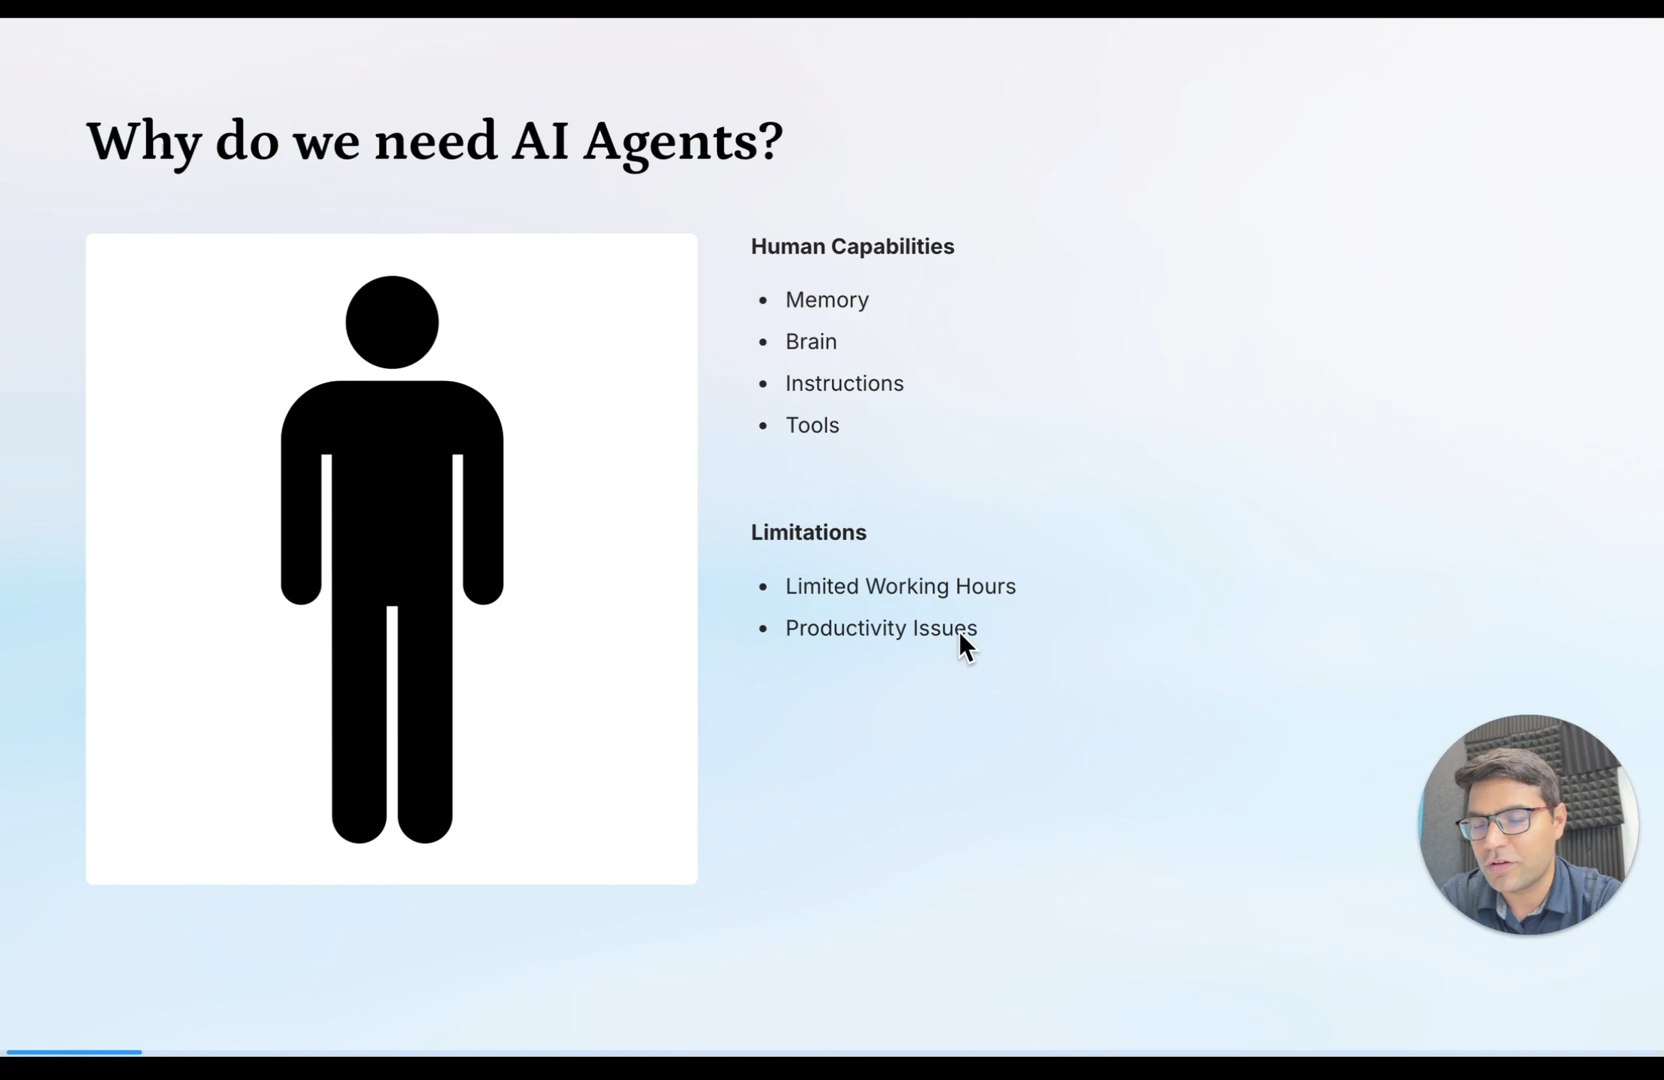 Why do we need AI Agents?
Human Capabilities
Memory
Brain
Instructions
Tools
Limitations
Limited Working Hours
Productivity Issues